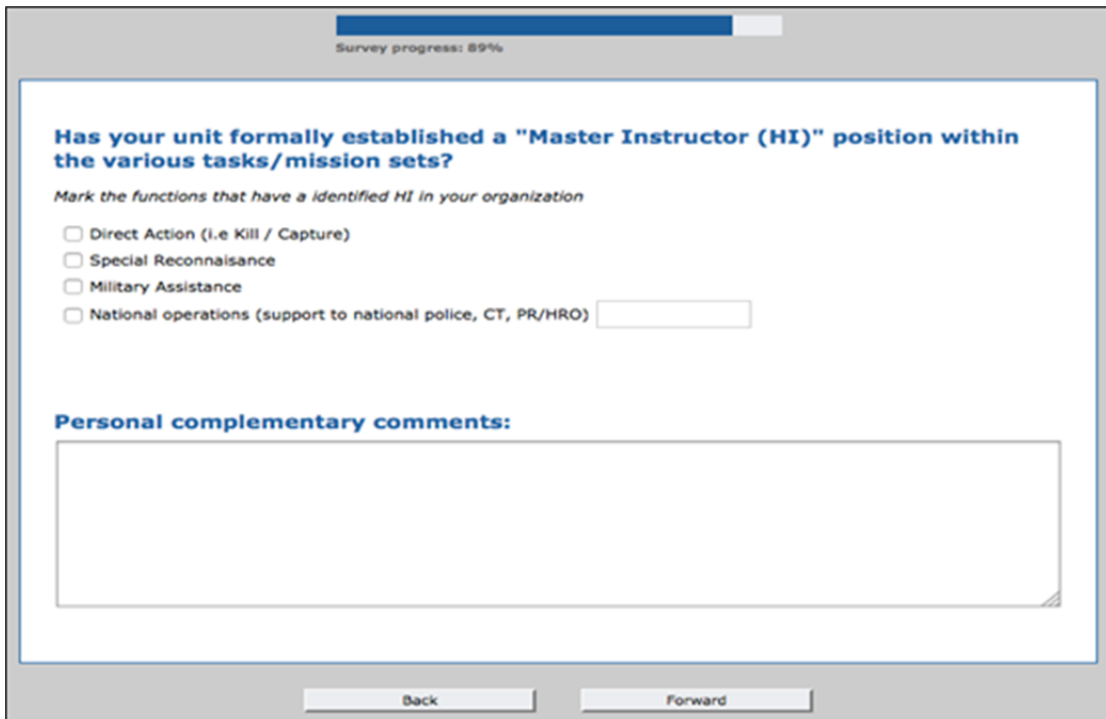 Survey progress: 89%
Has your unit formally established a "Master Instructor (HI)" position within
the various tasks/mission sets?
Mark the functions that have a identified HI in your organization
Direct Action (i.e Kill / Capture)
Special Reconnaisance
Military Assistance
National operations (support to national police, CT, PR/HRO)
Personal complementary comments:
Back
Forward